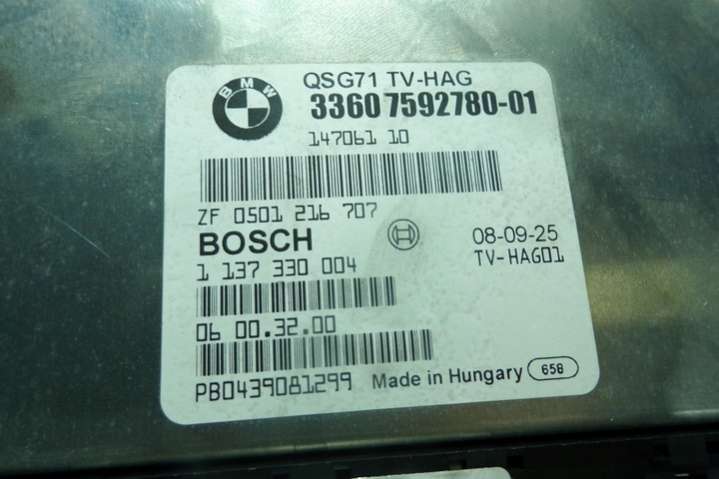 BMW
QSG71 TV-HAG
33607592780-01
147061 10
ZF 0501 216 707
BOSCH
08-09-25
1 137 330 004
TV-HAG01
06 00.32.00
PB0439081299
Made in Hungary
658